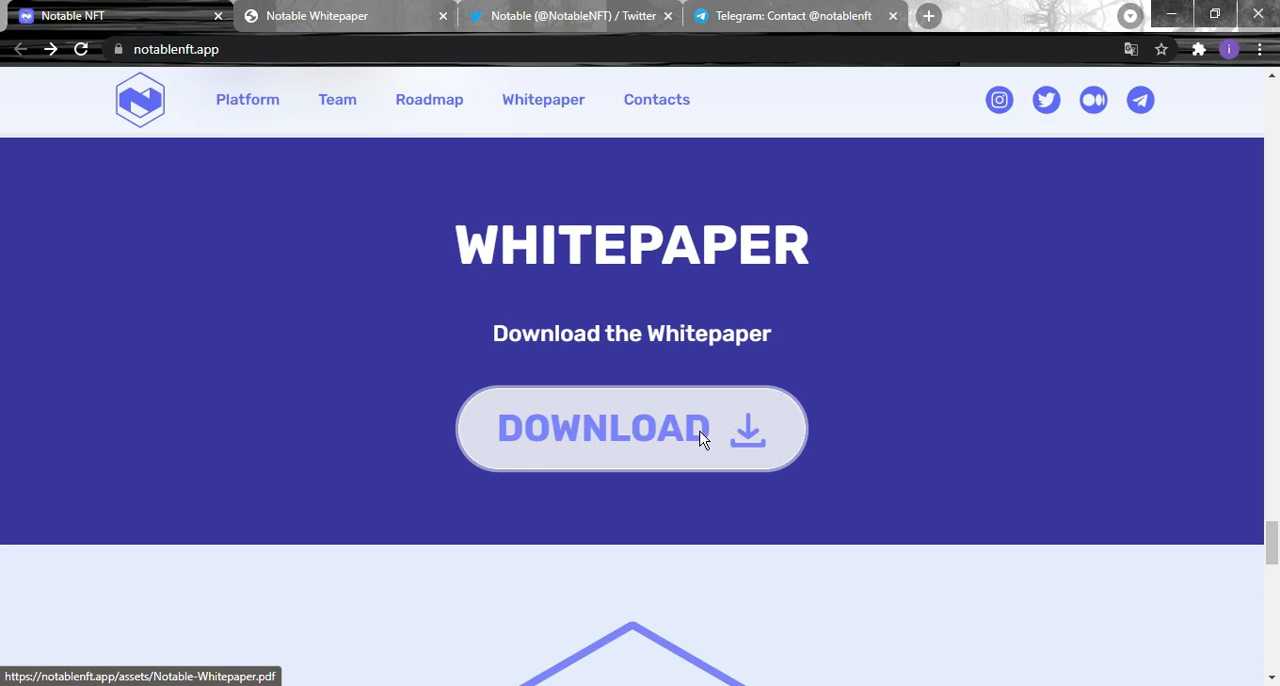 Notable NFT
Notable Whitepaper
Notable (@NotableNFT) / Twitter
Telegram: Contact @notablenft
notablenft.app
i
Platform
Team
Roadmap
Whitepaper
Contacts
WHITEPAPER
Download the Whitepaper
DOWNLOAD
https://notablenft.app/assets/Notable-Whitepaper.pdf